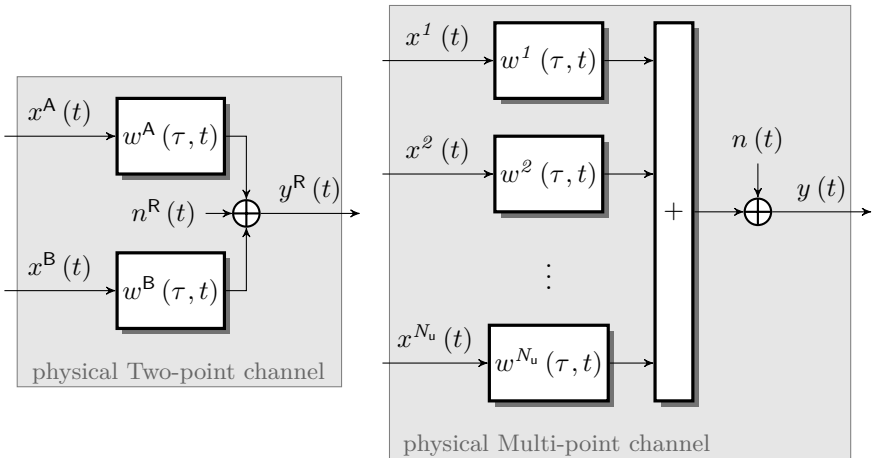 x^A (t)
w^A (τ, t)
n^R (t)
y^R (t)
x^B (t)
w^B (τ, t)
physical Two-point channel
x^1 (t)
w^1 (τ, t)
x^2 (t)
w^2 (τ, t)
n (t)
+
y (t)
⋮
x^{N_u} (t)
w^{N_u} (τ, t)
physical Multi-point channel